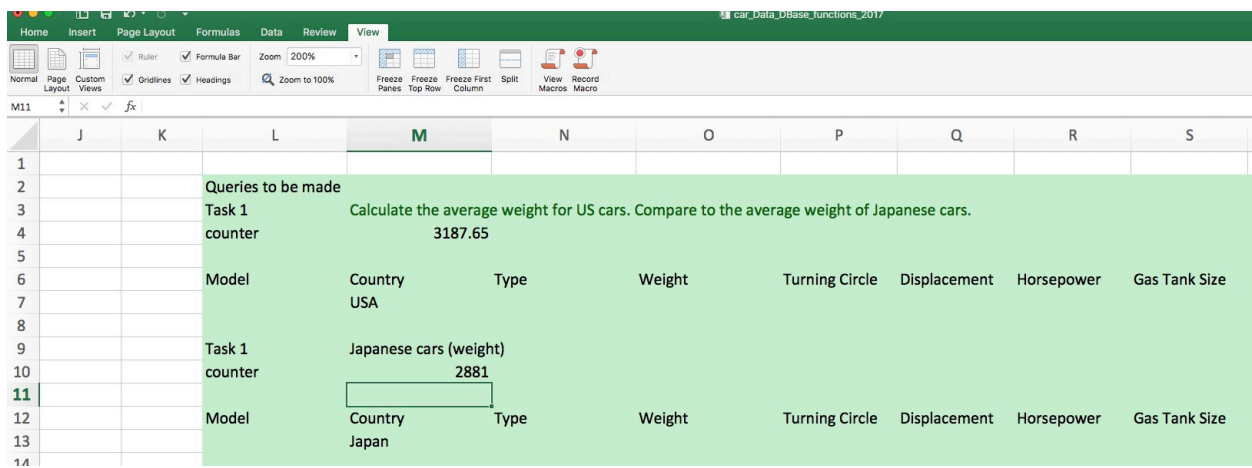 car_Data_DBase_functions_2017
Home Insert Page Layout Formulas Data Review View
Ruler Formula Bar Zoom 200%
Gridlines Headings Zoom to 100%
Normal Page Layout Custom Views Freeze Panes Freeze Top Row Freeze First Column Split View Macros Record Macro
M11 fx
J K L M N O P Q R S
1
2 Queries to be made
3 Task 1 Calculate the average weight for US cars. Compare to the average weight of Japanese cars.
4 counter 3187.65
5
6 Model Country Type Weight Turning Circle Displacement Horsepower Gas Tank Size
7 USA
8
9 Task 1 Japanese cars (weight)
10 counter 2881
11
12 Model Country Type Weight Turning Circle Displacement Horsepower Gas Tank Size
13 Japan
14